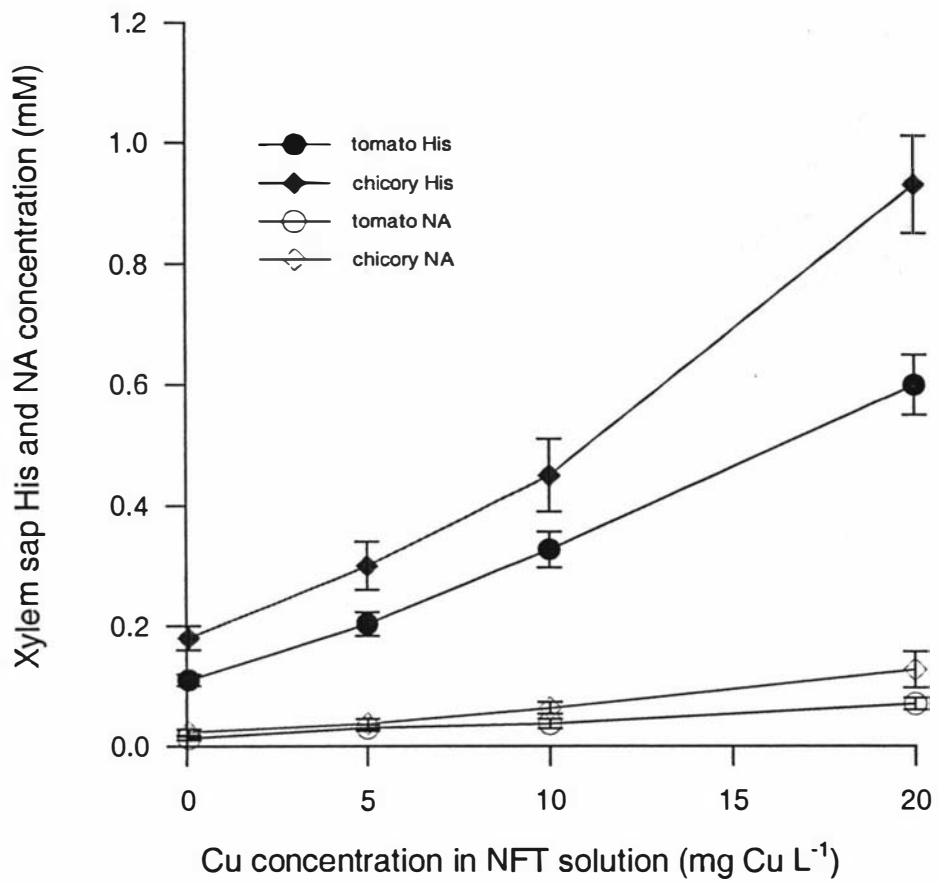 Xylem sap His and NA concentration (mM)
1.2
1.0
0.8
0.6
0.4
0.2
0.0
tomato His
chicory His
tomato NA
chicory NA
0 5 10 15 20
Cu concentration in NFT solution (mg Cu L⁻¹)